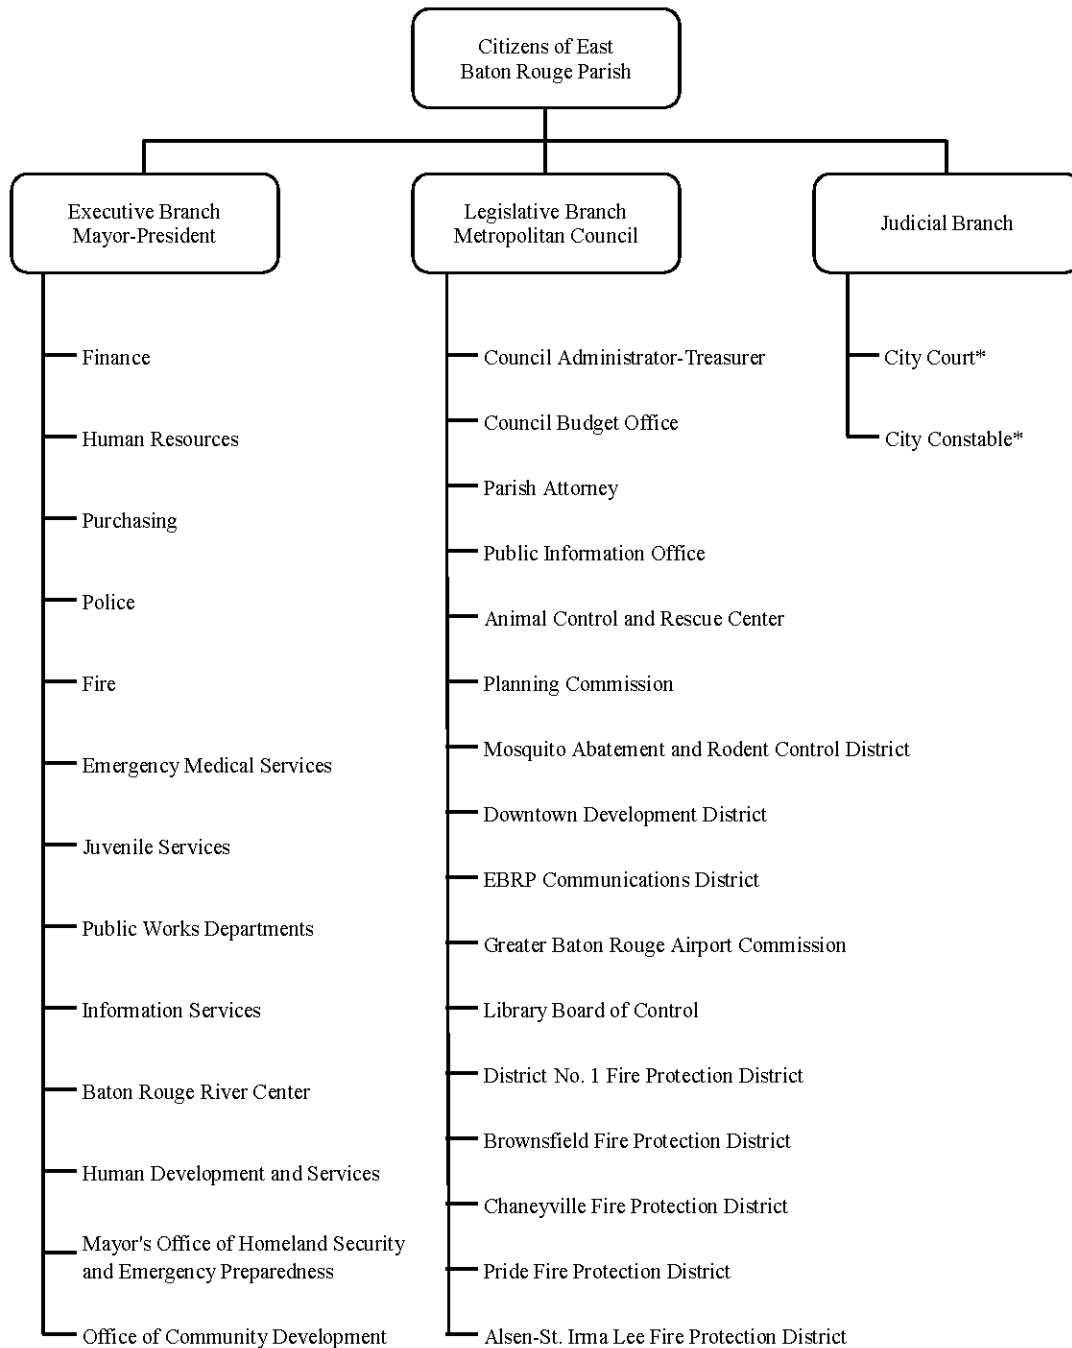 Citizens of East
Baton Rouge Parish
Executive Branch
Mayor-President
Legislative Branch
Metropolitan Council
Judicial Branch
Finance
Human Resources
Purchasing
Police
Fire
Emergency Medical Services
Juvenile Services
Public Works Departments
Information Services
Baton Rouge River Center
Human Development and Services
Mayor's Office of Homeland Security
and Emergency Preparedness
Office of Community Development
Council Administrator-Treasurer
Council Budget Office
Parish Attorney
Public Information Office
Animal Control and Rescue Center
Planning Commission
Mosquito Abatement and Rodent Control District
Downtown Development District
EBRP Communications District
Greater Baton Rouge Airport Commission
Library Board of Control
District No. 1 Fire Protection District
Brownsfield Fire Protection District
Chaneyville Fire Protection District
Pride Fire Protection District
Alsen-St. Irma Lee Fire Protection District
City Court*
City Constable*